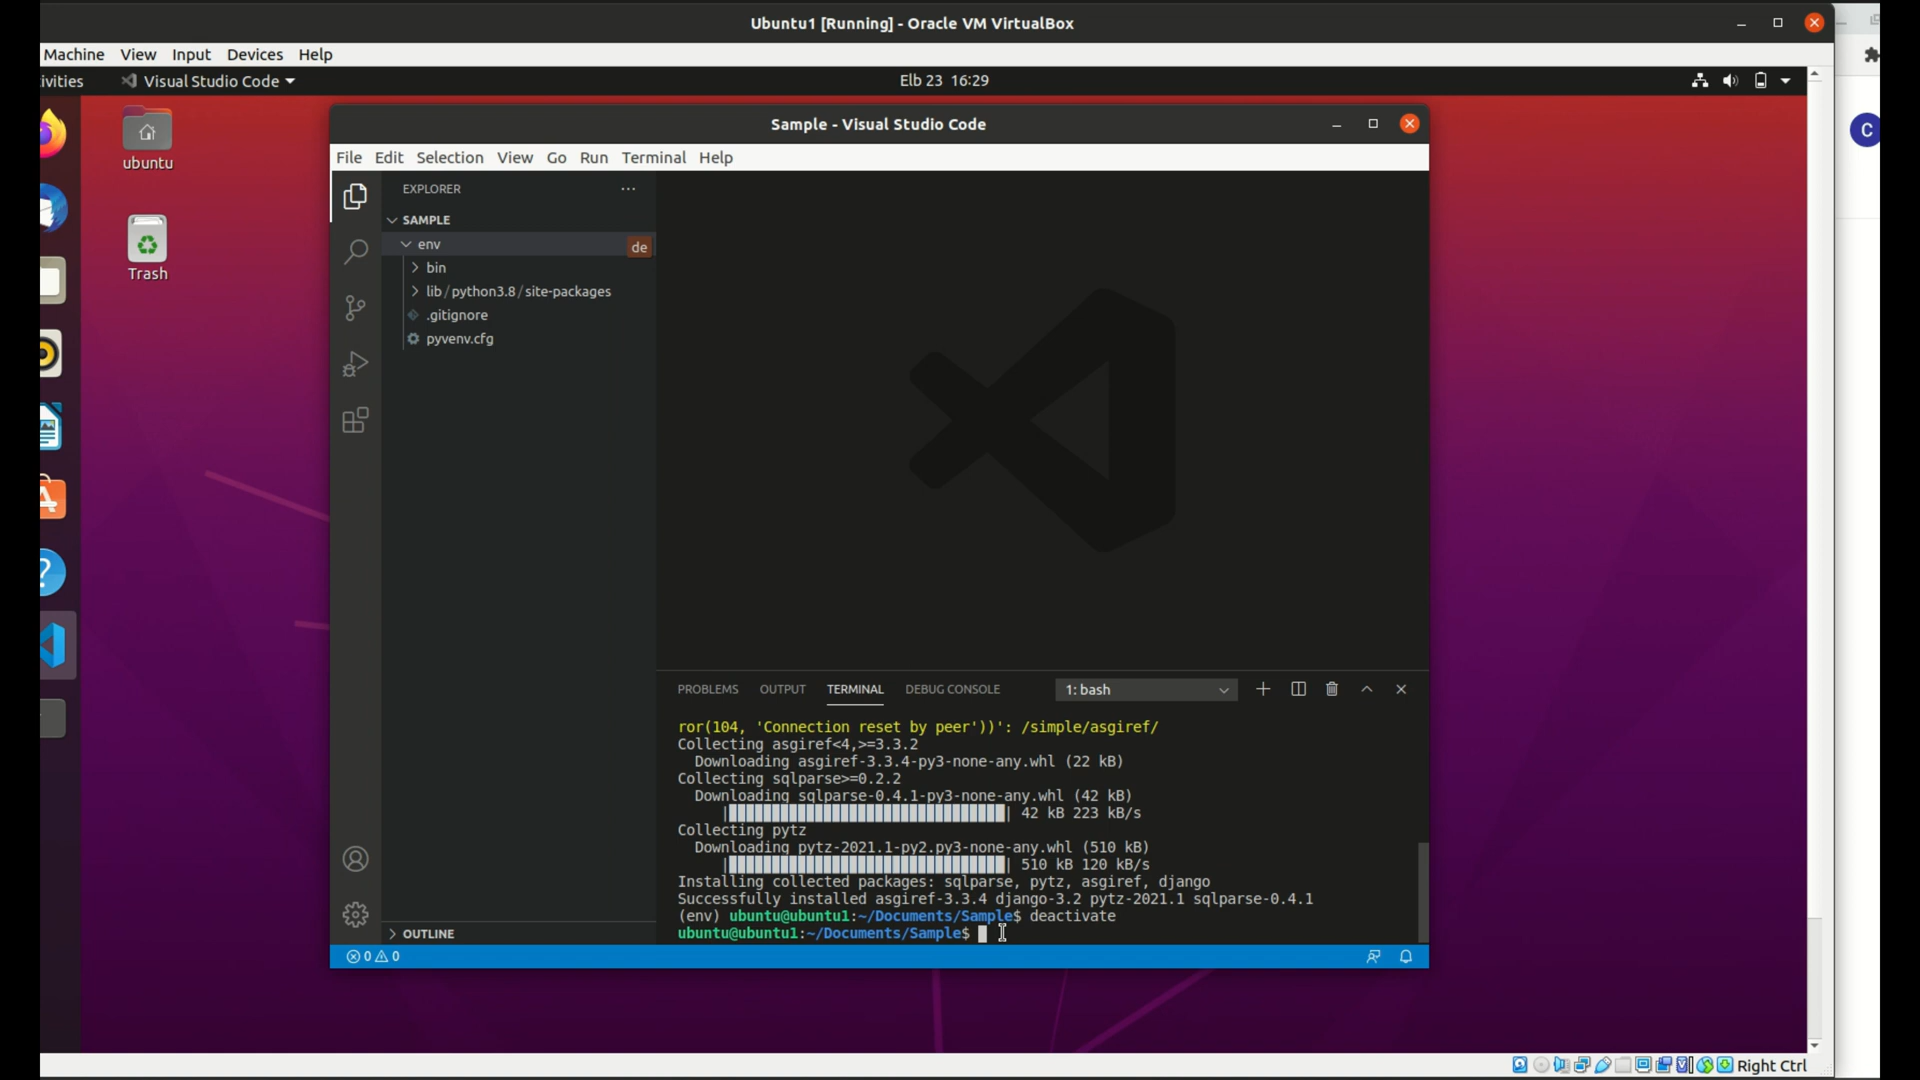 Ubuntu1 [Running] - Oracle VM VirtualBox
Machine View Input Devices Help
ivities Visual Studio Code Elb 23 16:29
C
ubuntu
Trash
Sample - Visual Studio Code
File Edit Selection View Go Run Terminal Help
EXPLORER
SAMPLE
env de
bin
lib/python3.8/site-packages
.gitignore
pyvenv.cfg
OUTLINE
PROBLEMS OUTPUT TERMINAL DEBUG CONSOLE 1: bash
ror(104, 'Connection reset by peer'))': /simple/asgiref/
Collecting asgiref<4,>=3.3.2
Downloading asgiref-3.3.4-py3-none-any.whl (22 kB)
Collecting sqlparse>=0.2.2
Downloading sqlparse-0.4.1-py3-none-any.whl (42 kB)
42 kB 223 kB/s
Collecting pytz
Downloading pytz-2021.1-py2.py3-none-any.whl (510 kB)
510 kB 120 kB/s
Installing collected packages: sqlparse, pytz, asgiref, django
Successfully installed asgiref-3.3.4 django-3.2 pytz-2021.1 sqlparse-0.4.1
(env) ubuntu@ubuntu1:~/Documents/Sample$ deactivate
ubuntu@ubuntu1:~/Documents/Sample$
0 0
Right Ctrl